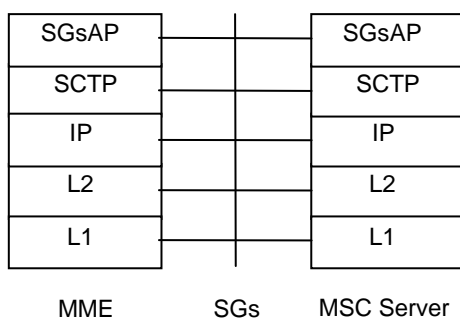 SGsAP SGsAP
SCTP SCTP
IP IP
L2 L2
L1 L1
MME SGs MSC Server